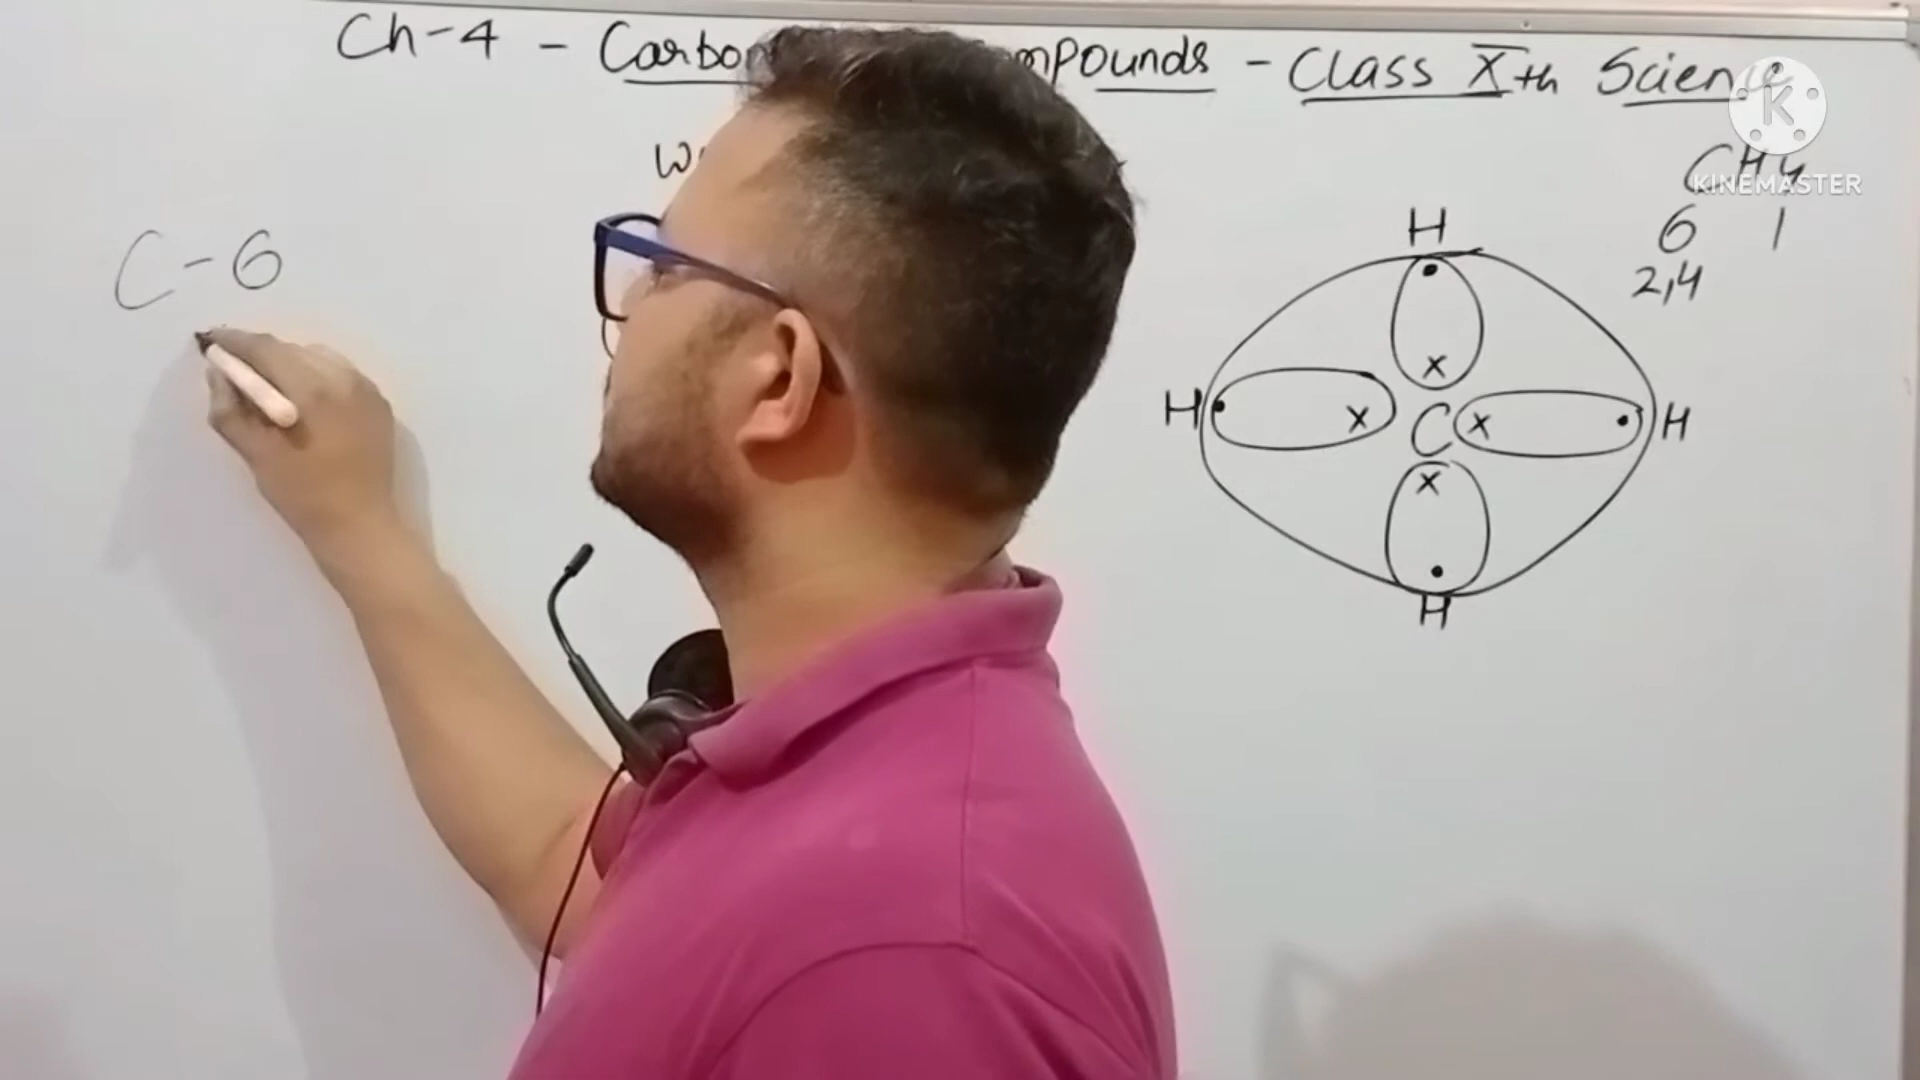 Ch-4 - Carbon mpounds - Class Xth Science
CH4
6 1
2,4
C-6
H
H C H
H
K
KINEMASTER